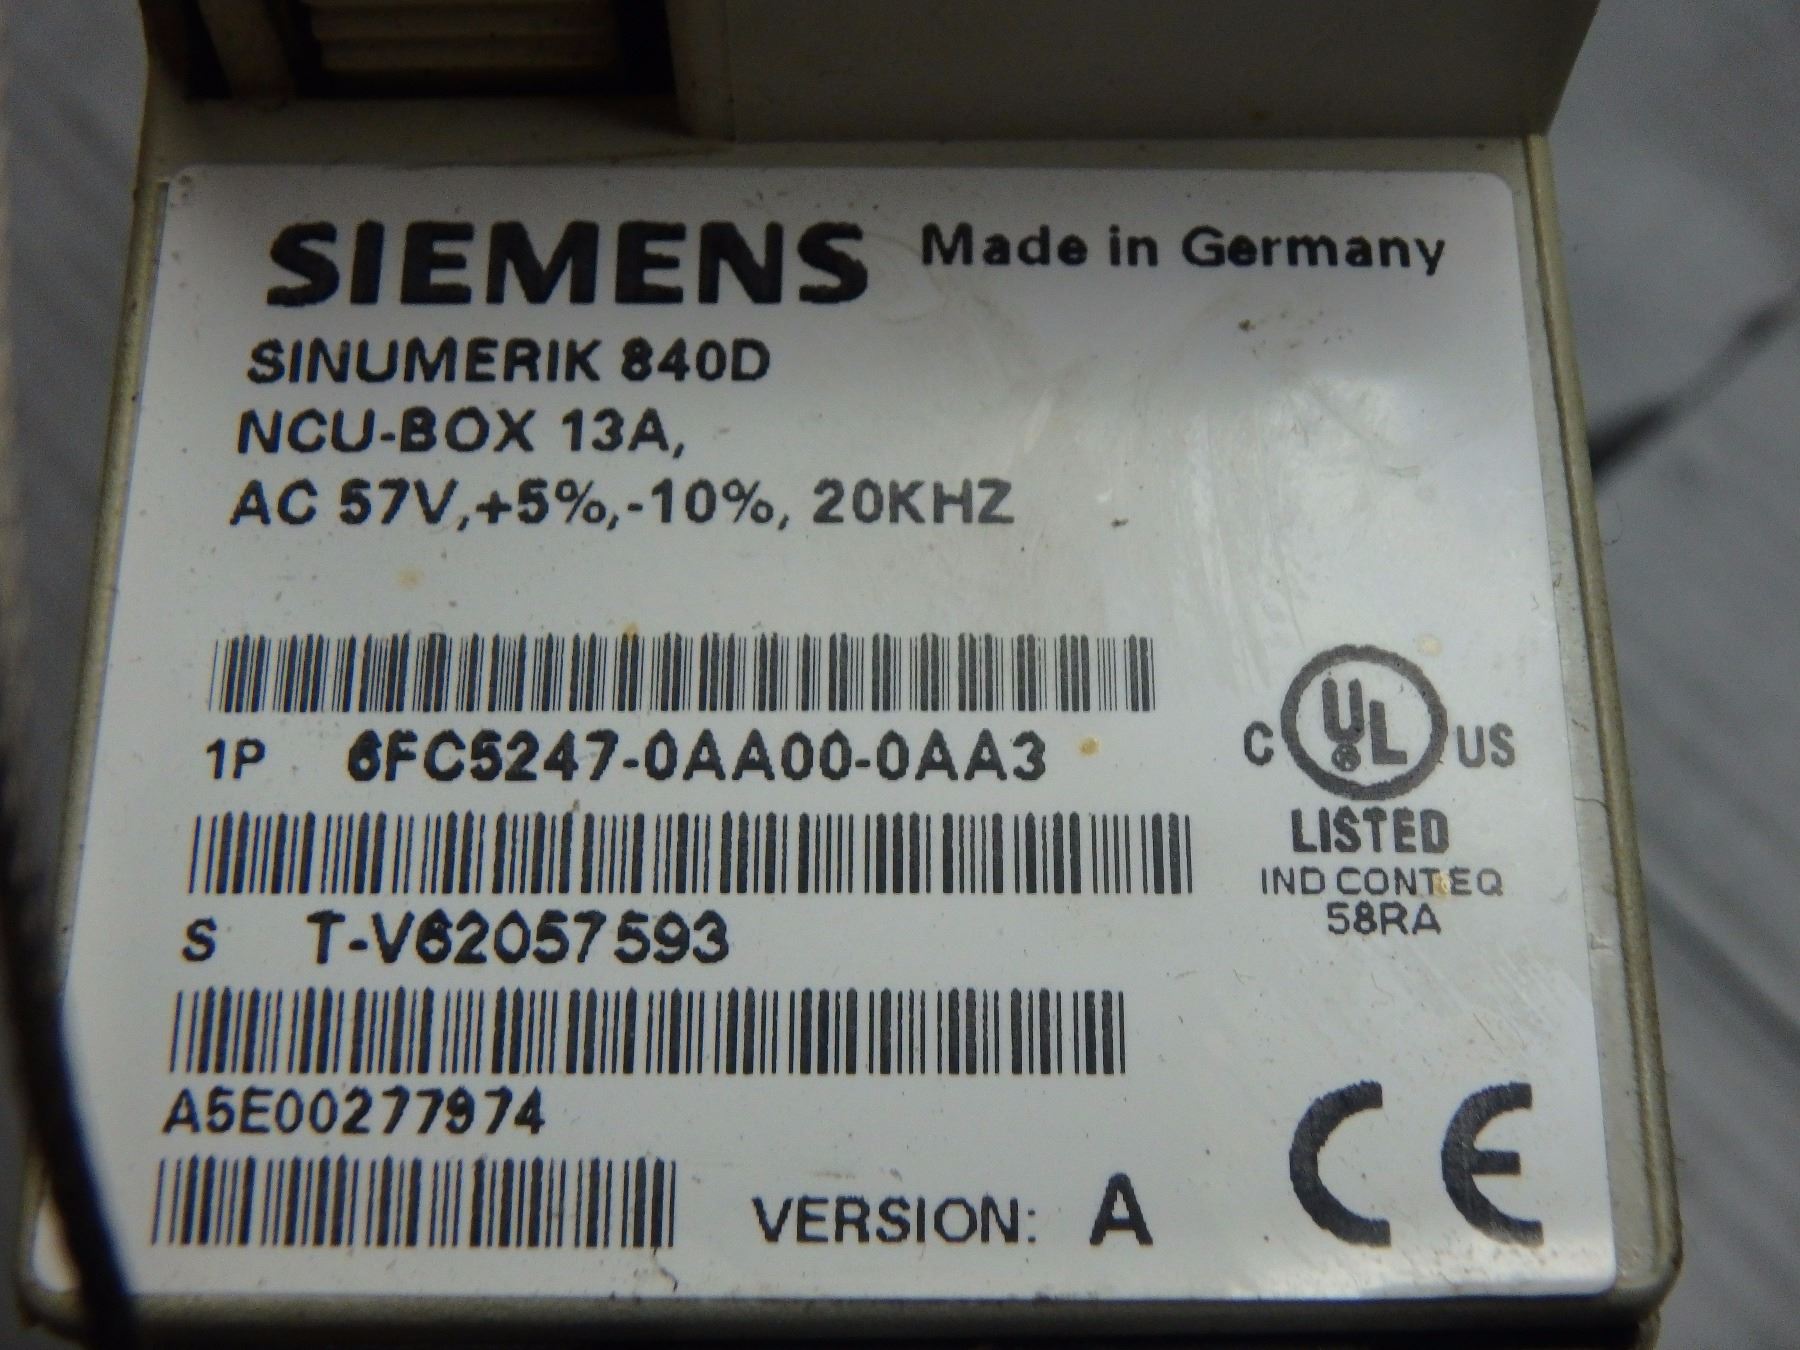 SIEMENS Made in Germany
SINUMERIK 840D
NCU-BOX 13A,
AC 57V,+5%,-10%, 20KHZ
1P 6FC5247-0AA00-0AA3
C UL ® US
LISTED
IND CONT EQ
58RA
S T-V62057593
A5E00277974
VERSION: A
CE